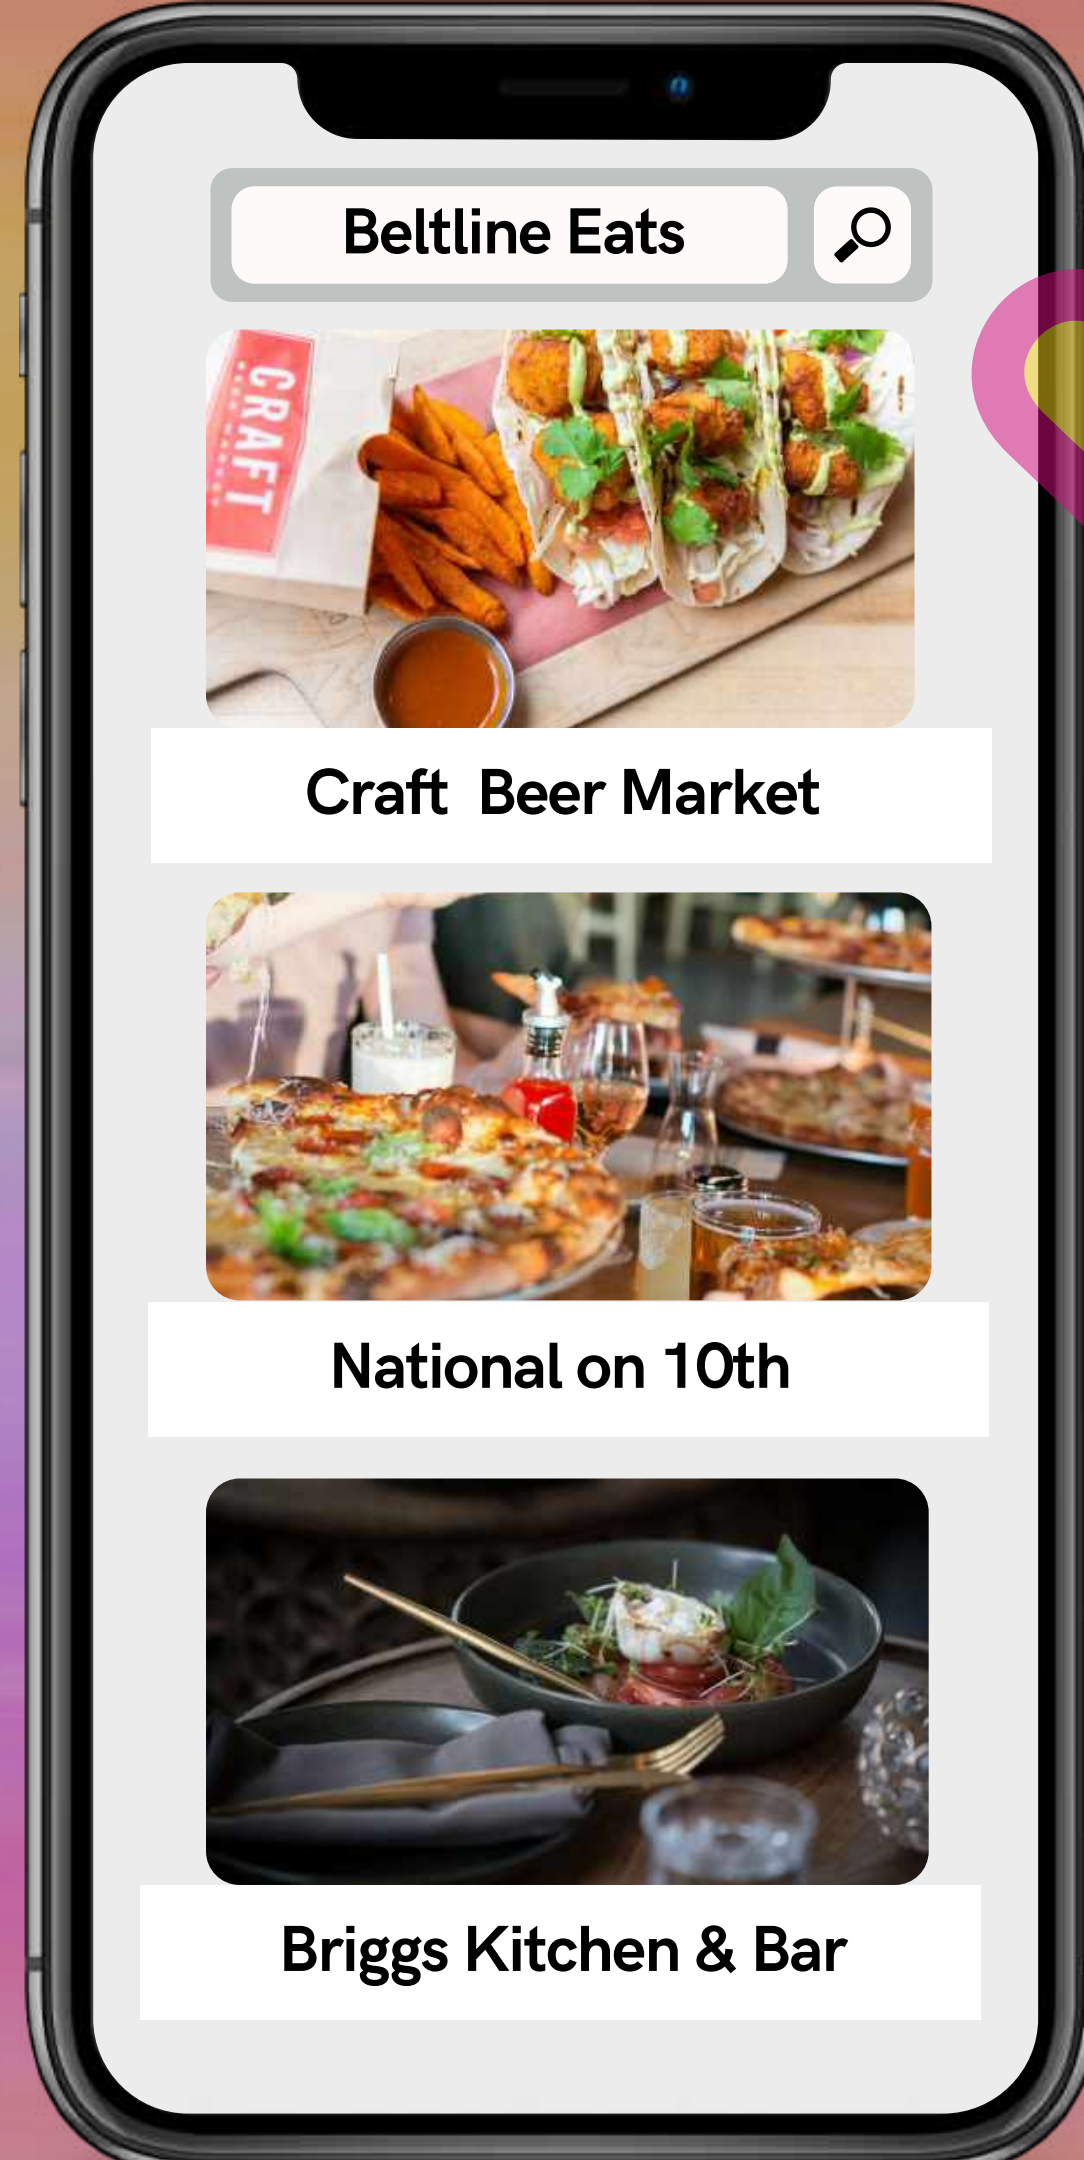 Beltline Eats
CRAFT
Craft Beer Market
National on 10th
Briggs Kitchen & Bar